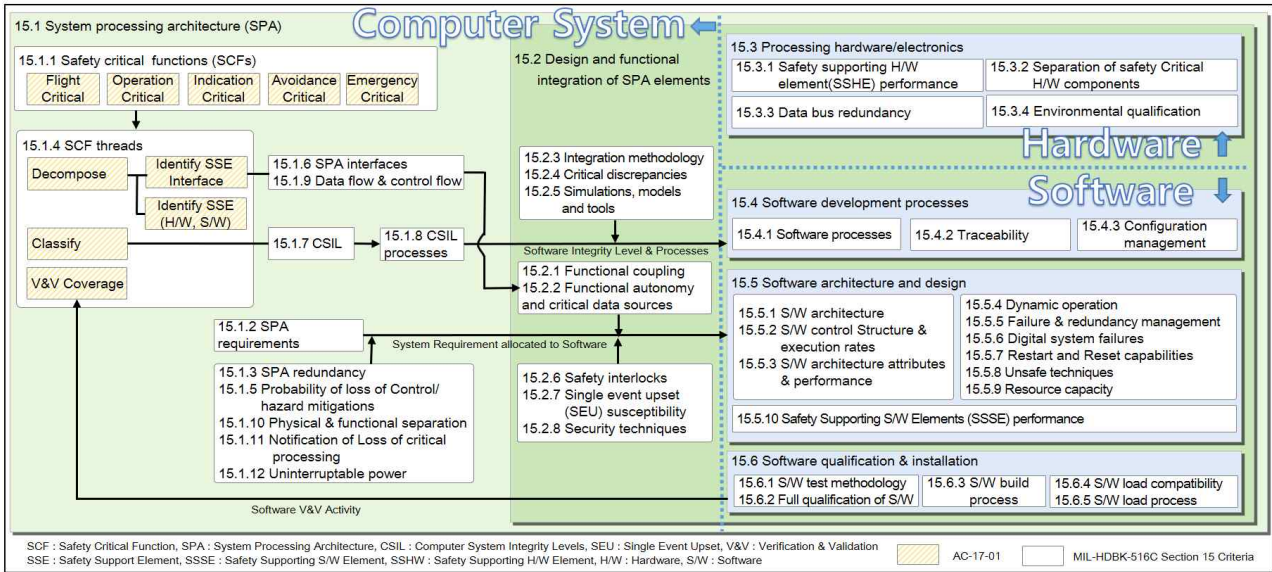 Computer System
15.1 System processing architecture (SPA)
15.1.1 Safety critical functions (SCFs)
Flight
Critical
Operation
Critical
Indication
Critical
Avoidance
Critical
Emergency
Critical
15.1.4 SCF threads
Decompose
Identify SSE
Interface
Identify SSE
(H/W, S/W)
Classify
V&V Coverage
15.1.6 SPA interfaces
15.1.9 Data flow & control flow
15.1.7 CSIL
15.1.8 CSIL
processes
15.1.2 SPA
requirements
System Requirement allocated to Software
15.1.3 SPA redundancy
15.1.5 Probability of loss of Control/
hazard mitigations
15.1.10 Physical & functional separation
15.1.11 Notification of Loss of critical
processing
15.1.12 Uninterruptable power
Software V&V Activity
15.2 Design and functional
integration of SPA elements
15.2.3 Integration methodology
15.2.4 Critical discrepancies
15.2.5 Simulations, models
and tools
Software Integrity Level & Processes
15.2.1 Functional coupling
15.2.2 Functional autonomy
and critical data sources
15.2.6 Safety interlocks
15.2.7 Single event upset
(SEU) susceptibility
15.2.8 Security techniques
15.3 Processing hardware/electronics
15.3.1 Safety supporting H/W
element(SSHE) performance
15.3.2 Separation of safety Critical
H/W components
15.3.3 Data bus redundancy
15.3.4 Environmental qualification
Hardware
Software
15.4 Software development processes
15.4.1 Software processes
15.4.2 Traceability
15.4.3 Configuration
management
15.5 Software architecture and design
15.5.1 S/W architecture
15.5.2 S/W control Structure &
execution rates
15.5.3 S/W architecture attributes
& performance
15.5.4 Dynamic operation
15.5.5 Failure & redundancy management
15.5.6 Digital system failures
15.5.7 Restart and Reset capabilities
15.5.8 Unsafe techniques
15.5.9 Resource capacity
15.5.10 Safety Supporting S/W Elements (SSSE) performance
15.6 Software qualification & installation
15.6.1 S/W test methodology
15.6.2 Full qualification of S/W
15.6.3 S/W build
process
15.6.4 S/W load compatibility
15.6.5 S/W load process
SCF : Safety Critical Function, SPA : System Processing Architecture, CSIL : Computer System Integrity Levels, SEU : Single Event Upset, V&V : Verification & Validation
SSE : Safety Support Element, SSSE : Safety Supporting S/W Element, SSHW : Safety Supporting H/W Element, H/W : Hardware, S/W : Software
AC-17-01
MIL-HDBK-516C Section 15 Criteria